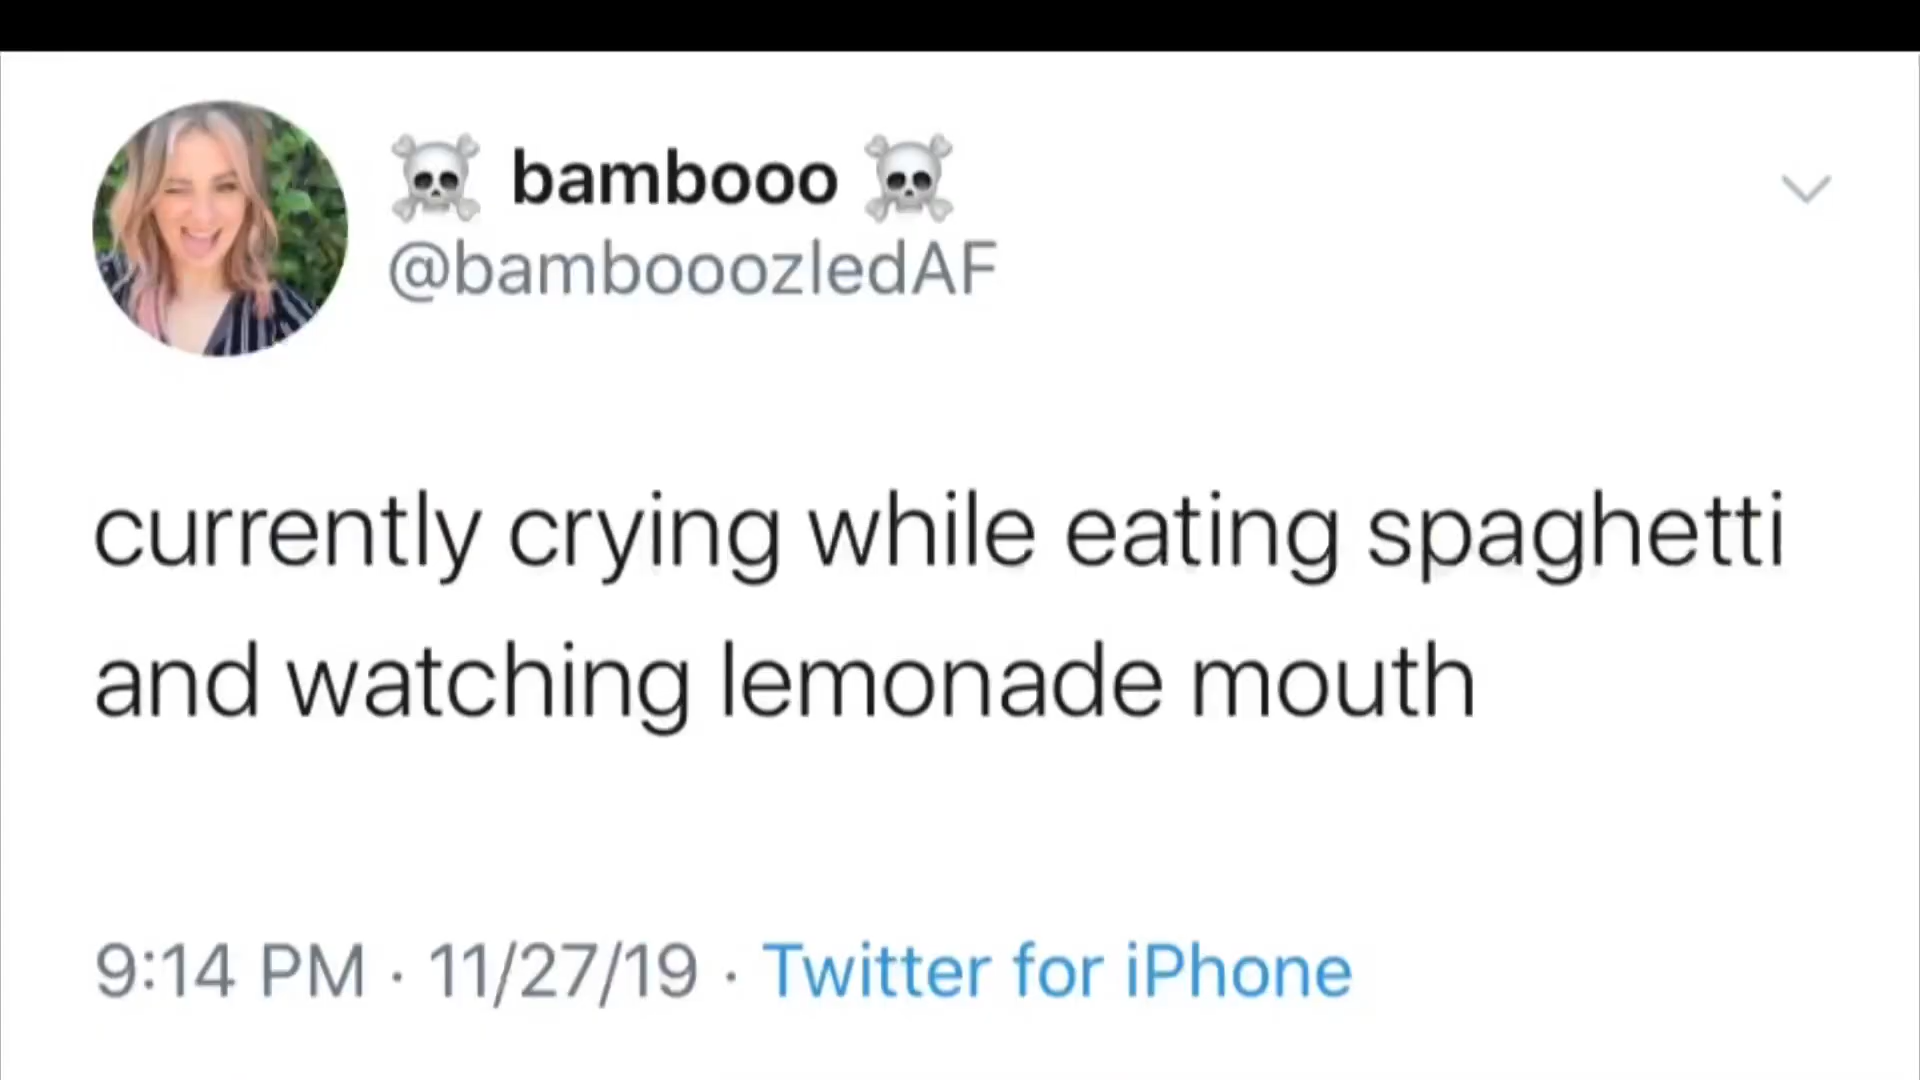 ☠️ bambooo ☠️
@bambooozledAF
currently crying while eating spaghetti
and watching lemonade mouth
9:14 PM · 11/27/19 · Twitter for iPhone